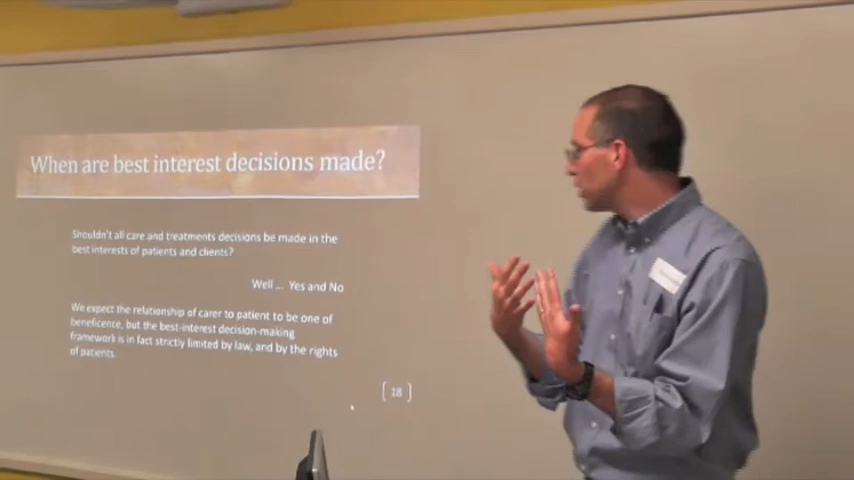 When are best interest decisions made?
Shouldn't all care and treatments decisions be made in the
best interests of patients and clients?
Well ... Yes and No
We expect the relationship of carer to patient to be one of
beneficence, but the best-interest decision-making
framework is in fact strictly limited by law, and by the rights
of patients.
18